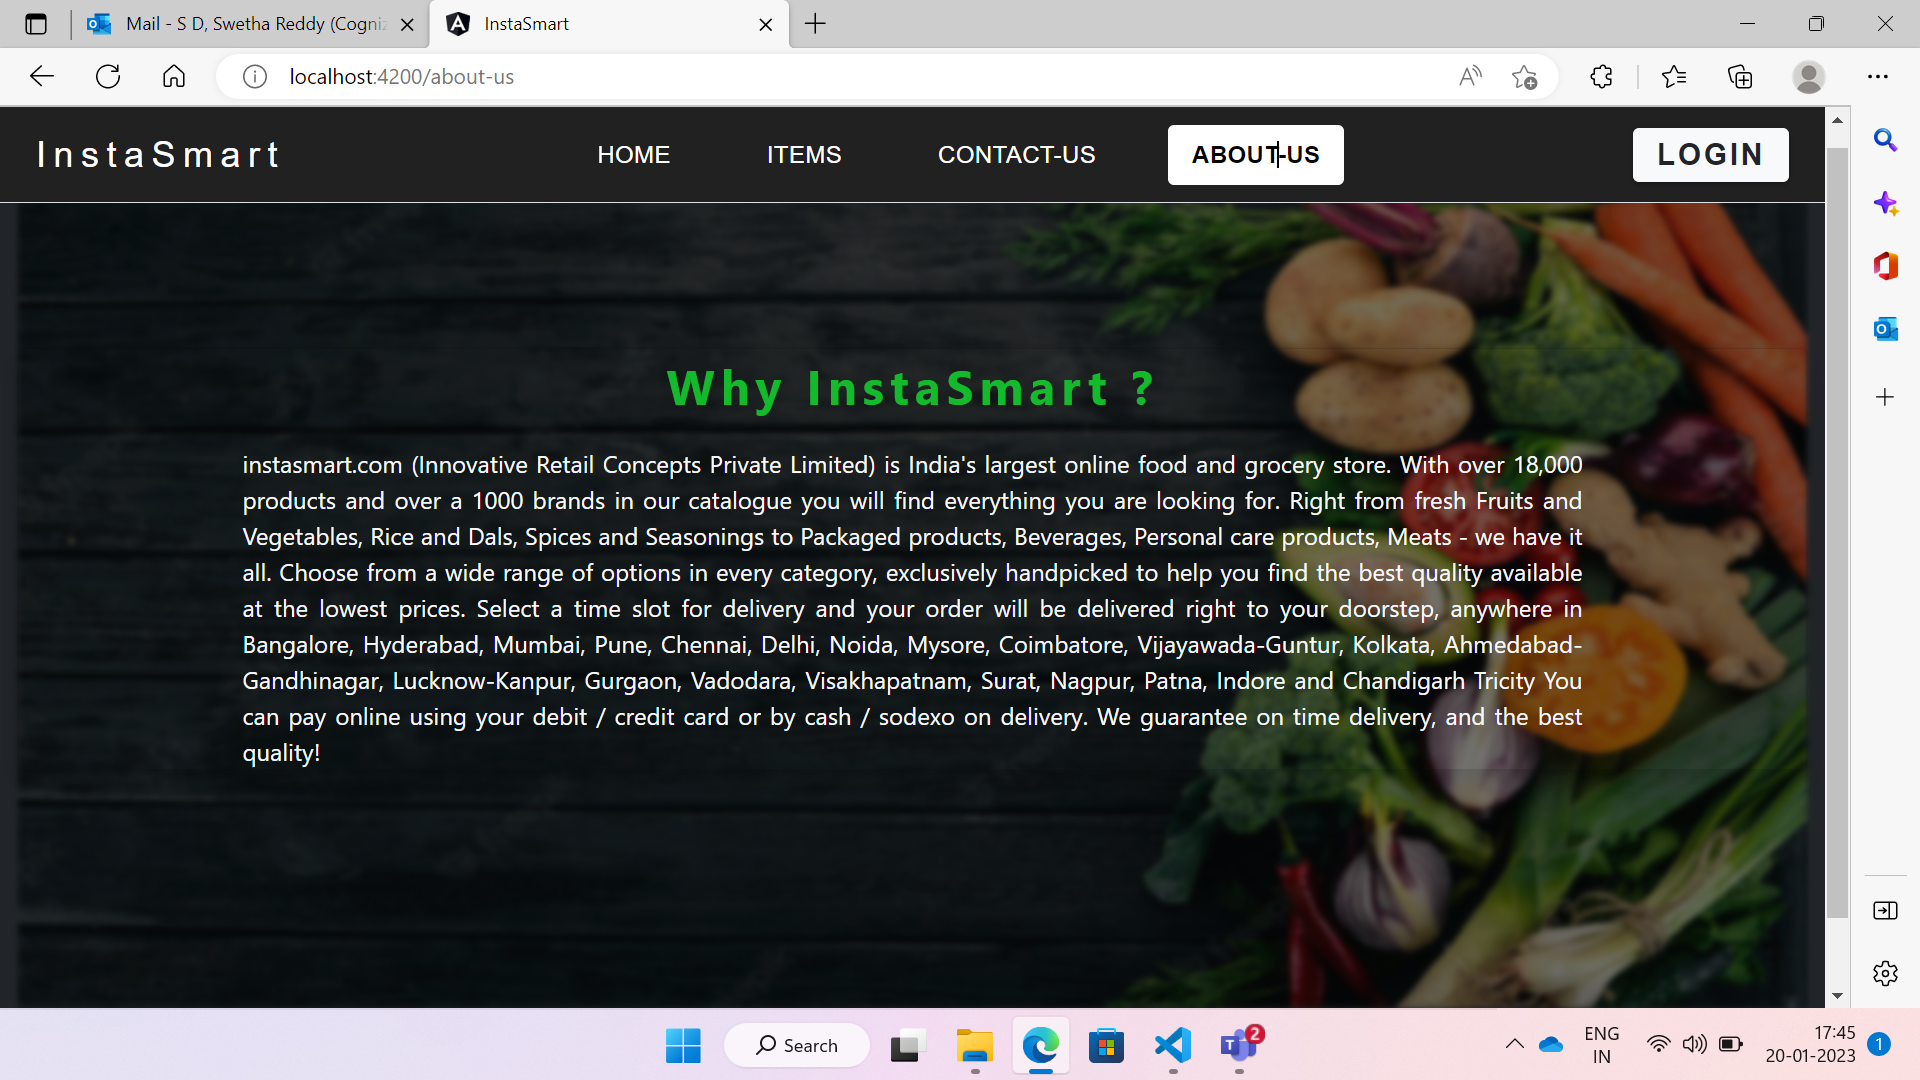 Mail - S D, Swetha Reddy (Cogniz
InstaSmart
localhost:4200/about-us
InstaSmart
HOME
ITEMS
CONTACT-US
ABOUT-US
LOGIN
Why InstaSmart ?
instasmart.com (Innovative Retail Concepts Private Limited) is India's largest online food and grocery store. With over 18,000
products and over a 1000 brands in our catalogue you will find everything you are looking for. Right from fresh Fruits and
Vegetables, Rice and Dals, Spices and Seasonings to Packaged products, Beverages, Personal care products, Meats - we have it
all. Choose from a wide range of options in every category, exclusively handpicked to help you find the best quality available
at the lowest prices. Select a time slot for delivery and your order will be delivered right to your doorstep, anywhere in
Bangalore, Hyderabad, Mumbai, Pune, Chennai, Delhi, Noida, Mysore, Coimbatore, Vijayawada-Guntur, Kolkata, Ahmedabad-
Gandhinagar, Lucknow-Kanpur, Gurgaon, Vadodara, Visakhapatnam, Surat, Nagpur, Patna, Indore and Chandigarh Tricity You
can pay online using your debit / credit card or by cash / sodexo on delivery. We guarantee on time delivery, and the best
quality!
Search
2
ENG
IN
17:45
20-01-2023
1